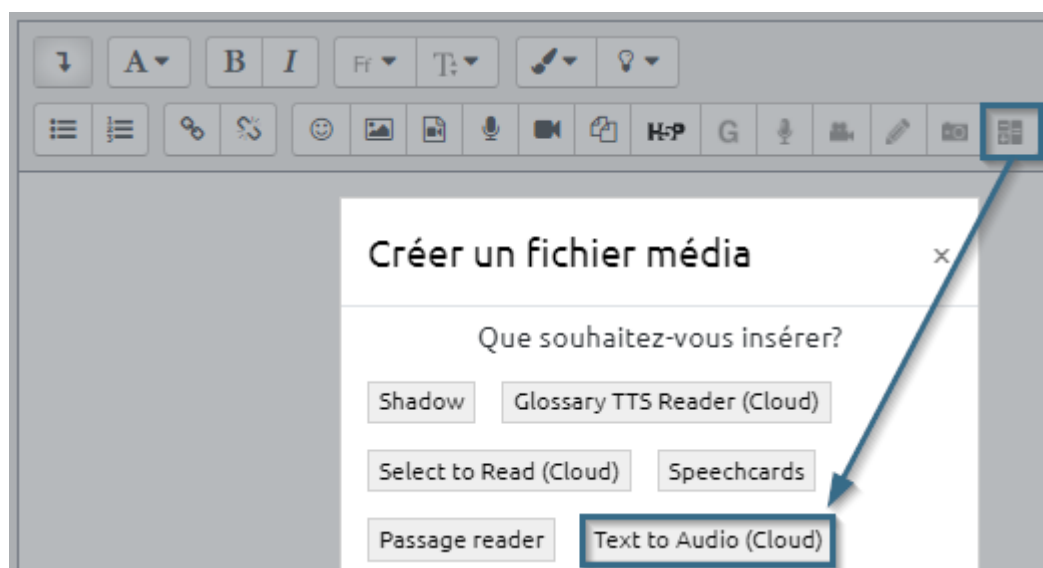 A B I Ff T
H5P G
Créer un fichier média ×
Que souhaitez-vous insérer?
Shadow Glossary TTS Reader (Cloud)
Select to Read (Cloud) Speechcards
Passage reader Text to Audio (Cloud)